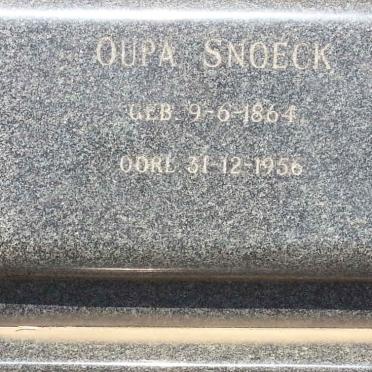 OUPA SNOECK
GEB. 9-6-1864
OORL 31-12-1956